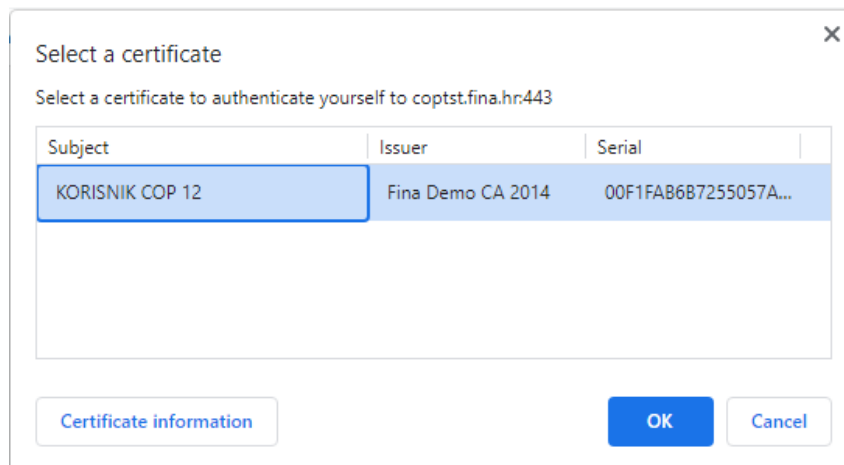 Select a certificate
Select a certificate to authenticate yourself to coptst.fina.hr:443
Subject Issuer Serial
KORISNIK COP 12 Fina Demo CA 2014 00F1FAB6B7255057A...
Certificate information OK Cancel